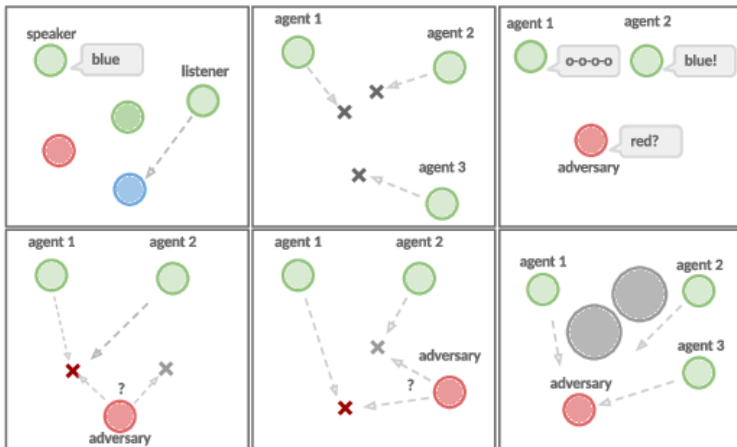 speaker
blue
listener
agent 1
agent 2
agent 3
agent 1
agent 2
o-o-o-o
blue!
red?
adversary
agent 1
agent 2
?
adversary
agent 1
agent 2
adversary
?
agent 1
agent 2
agent 3
adversary